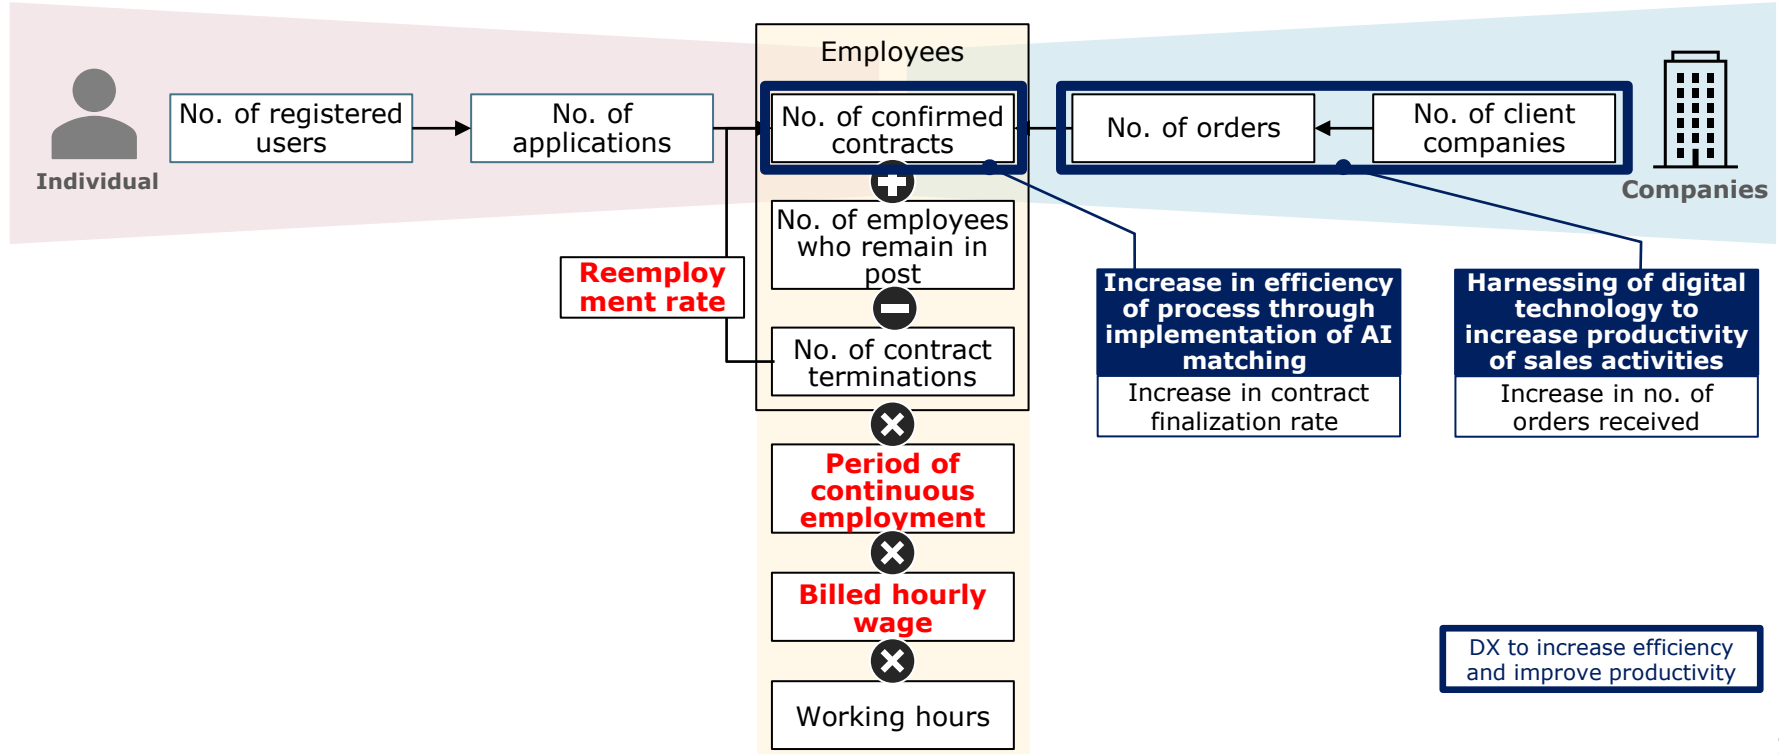 Employees
Individual
No. of registered
users
No. of
applications
No. of confirmed
contracts
No. of orders
No. of client
companies
Companies
No. of employees
who remain in
post
Reemploy
ment rate
No. of contract
terminations
Increase in efficiency
of process through
implementation of AI
matching
Increase in contract
finalization rate
Harnessing of digital
technology to
increase productivity
of sales activities
Increase in no. of
orders received
Period of
continuous
employment
Billed hourly
wage
Working hours
DX to increase efficiency
and improve productivity